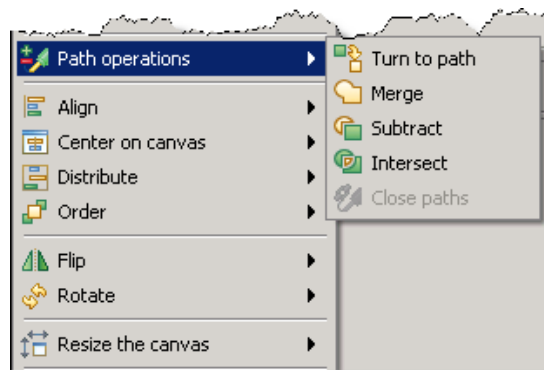 Path operations
Align
Center on canvas
Distribute
Order
Flip
Rotate
Resize the canvas
Turn to path
Merge
Subtract
Intersect
Close paths